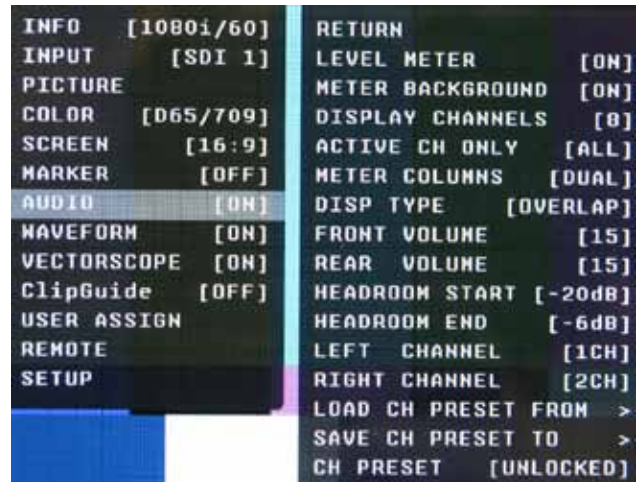 INFO [1080i/60]
INPUT [SDI 1]
PICTURE
COLOR [D65/709]
SCREEN [16:9]
MARKER [OFF]
AUDIO [ON]
WAVEFORM [ON]
VECTORSCOPE [ON]
ClipGuide [OFF]
USER ASSIGN
REMOTE
SETUP
RETURN
LEVEL METER [ON]
METER BACKGROUND [ON]
DISPLAY CHANNELS [8]
ACTIVE CH ONLY [ALL]
METER COLUMNS [DUAL]
DISP TYPE [OVERLAP]
FRONT VOLUME [15]
REAR VOLUME [15]
HEADROOM START [-20dB]
HEADROOM END [-6dB]
LEFT CHANNEL [1CH]
RIGHT CHANNEL [2CH]
LOAD CH PRESET FROM >
SAVE CH PRESET TO >
CH PRESET [UNLOCKED]